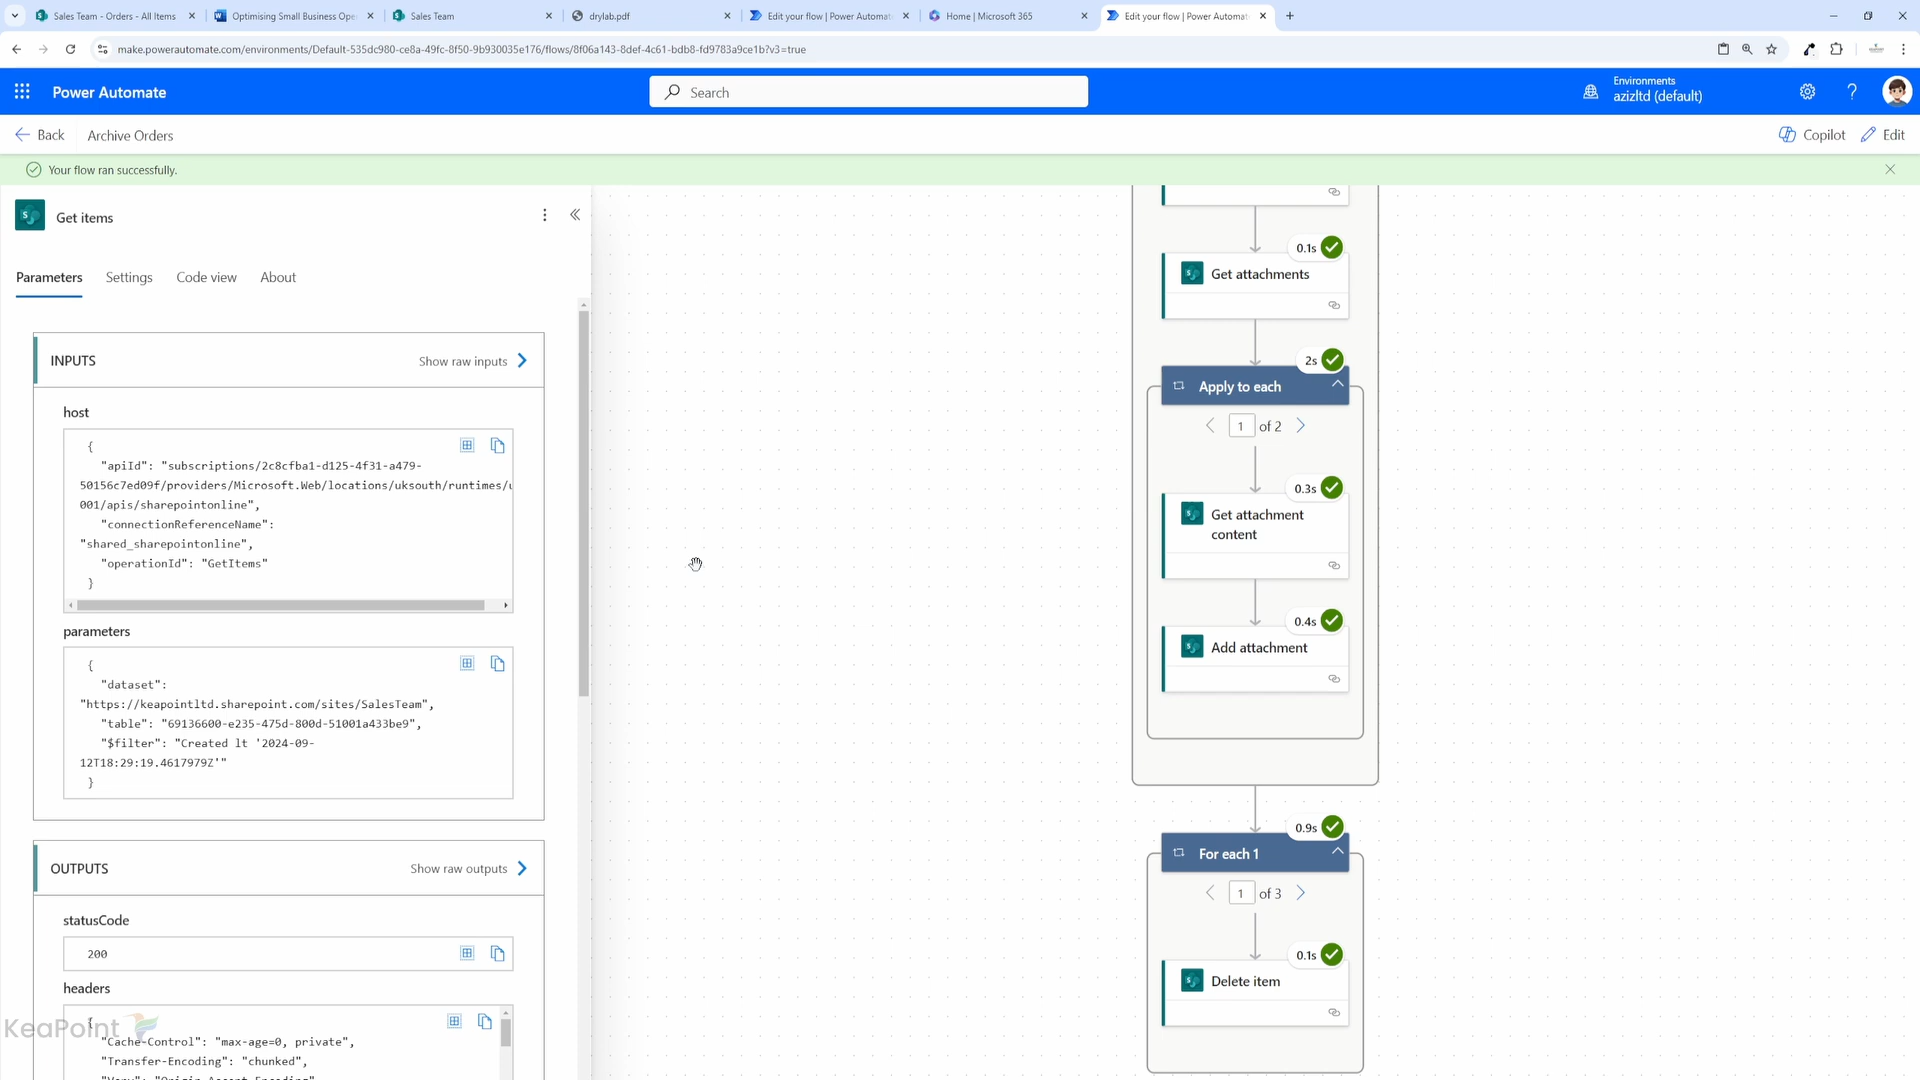 Sales Team - Orders - All Items
Optimising Small Business Ope
Sales Team
drylab.pdf
Edit your flow | Power Automat
Home | Microsoft 365
Edit your flow | Power Automat
make.powerautomate.com/environments/Default-535dc980-ce8a-49fc-8f50-9b930035e176/flows/8f06a143-8def-4c61-bdb8-fd9783a9ce1b?v3=true
Power Automate
Search
Environments
azizltd (default)
Back
Archive Orders
Copilot
Edit
Your flow ran successfully.
Get items
Parameters
Settings
Code view
About
INPUTS
Show raw inputs
host
{
"apiId": "subscriptions/2c8cfba1-d125-4f31-a479-
50156c7ed09f/providers/Microsoft.Web/locations/uksouth/runtimes/u
001/apis/sharepointonline",
"connectionReferenceName":
"shared_sharepointonline",
"operationId": "GetItems"
}
parameters
{
"dataset":
"https://keapointltd.sharepoint.com/sites/SalesTeam",
"table": "69136600-e235-475d-800d-51001a433be9",
"$filter": "Created lt '2024-09-
12T18:29:19.4617979Z'"
}
OUTPUTS
Show raw outputs
statusCode
200
headers
{
"Cache-Control": "max-age=0, private",
"Transfer-Encoding": "chunked",
"Vary": "Origin,Accept-Encoding"
KeaPoint
0.1s
Get attachments
2s
Apply to each
1 of 2
0.3s
Get attachment
content
0.4s
Add attachment
0.9s
For each 1
1 of 3
0.1s
Delete item